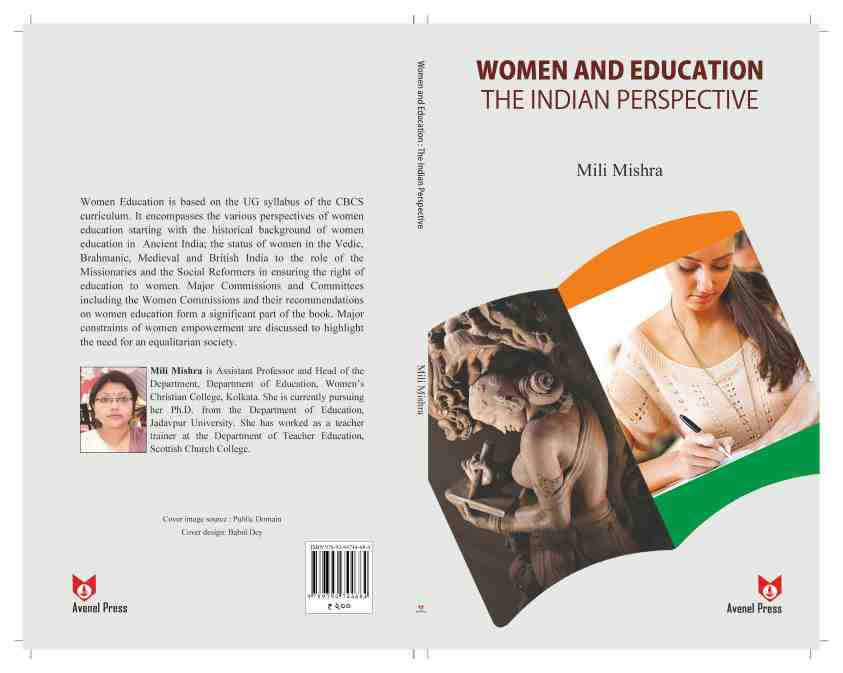 Women Education is based on the UG syllabus of the CBCS
curriculum. It encompasses the various perspectives of women
education starting with the historical background of women
education in Ancient India; the status of women in the Vedic,
Brahmanic, Medieval and British India to the role of the
Missionaries and the Social Reformers in ensuring the right of
education to women. Major Commissions and Committees
including the Women Commissions and their recommendations
on women education form a significant part of the book. Major
constrains of women empowerment are discussed to highlight
the need for an equalitarian society.
Mili Mishra is Assistant Professor and Head of the
Department, Department of Education, Women's
Christian College, Kolkata. She is currently pursuing
her Ph.D. from the Department of Education,
Jadavpur University. She has worked as a teacher
trainer at the Department of Teacher Education,
Scottish Church College.
Cover image source : Public Domain
Cover design: Babul Dey
Avenel Press
Women and Education : The Indian Perspective
Mili Mishra
WOMEN AND EDUCATION
THE INDIAN PERSPECTIVE
Mili Mishra
Avenel Press